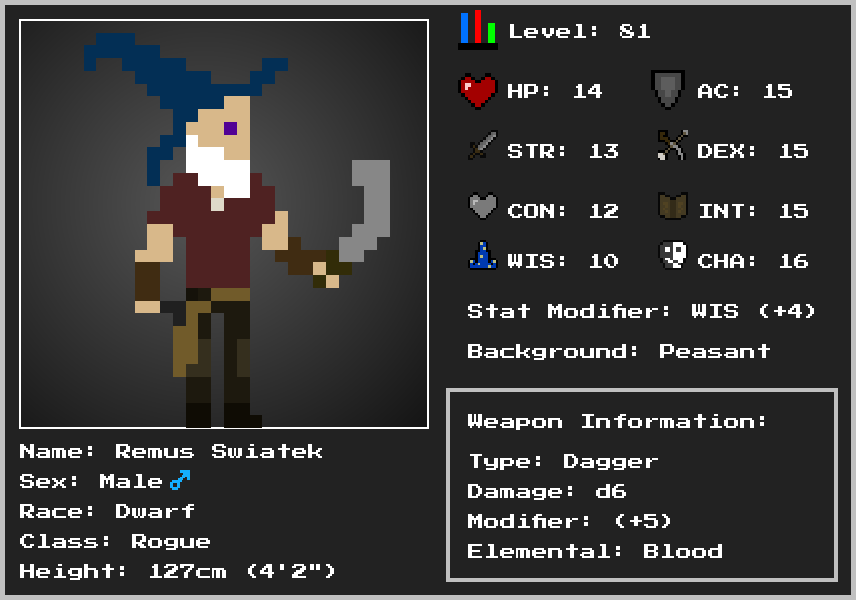 Level: 81
HP: 14 AC: 15
STR: 13 DEX: 15
CON: 12 INT: 15
WIS: 10 CHA: 16
Stat Modifier: WIS (+4)
Background: Peasant
Weapon Information:
Type: Dagger
Damage: d6
Modifier: (+5)
Elemental: Blood
Name: Remus Swiatek
Sex: Male ♂
Race: Dwarf
Class: Rogue
Height: 127cm (4'2")